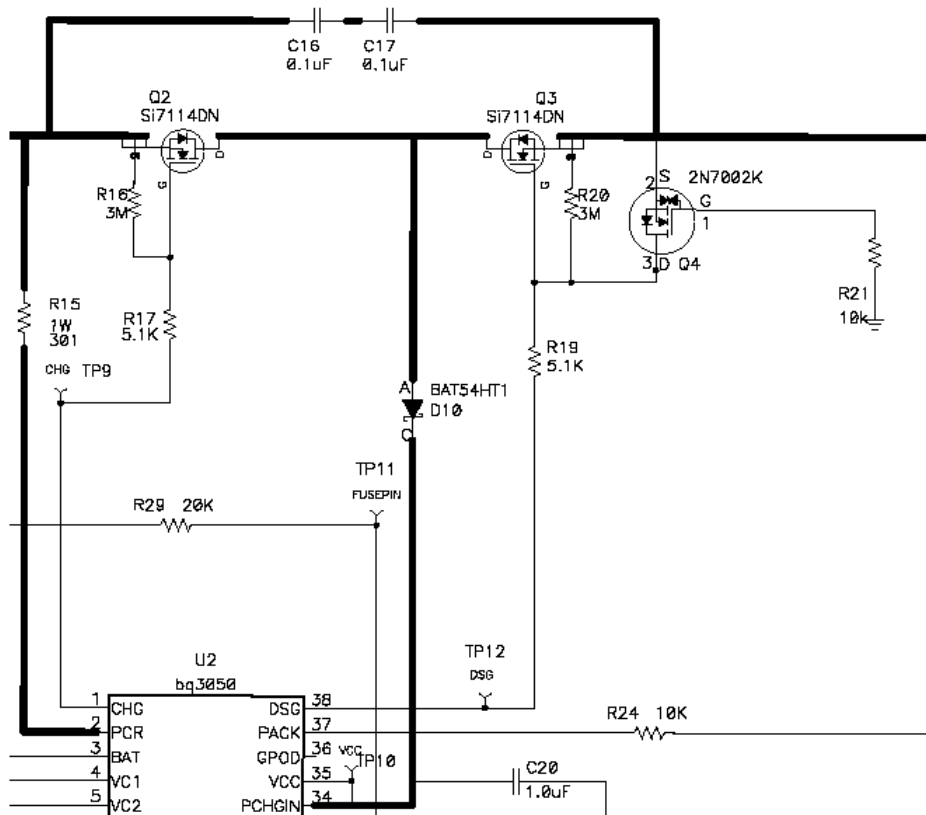 C16
0.1uF
C17
0.1uF
Q2
Si7114DN
Q3
Si7114DN
S
D
G
D
S
G
R16
3M
R20
3M
2
S
2N7002K
G
1
3
D
Q4
R15
1W
301
R17
5.1K
R21
10k
CHG TP9
R19
5.1K
A
BAT54HT1
D10
C
TP11
FUSEPIN
R29 20K
TP12
DSG
U2
bq3050
1
CHG
2
PCR
3
BAT
4
VC1
5
VC2
DSG
38
PACK
37
GPOD
36
VCC
35
PCHGIN
34
VCC
TP10
R24 10K
C20
1.0uF